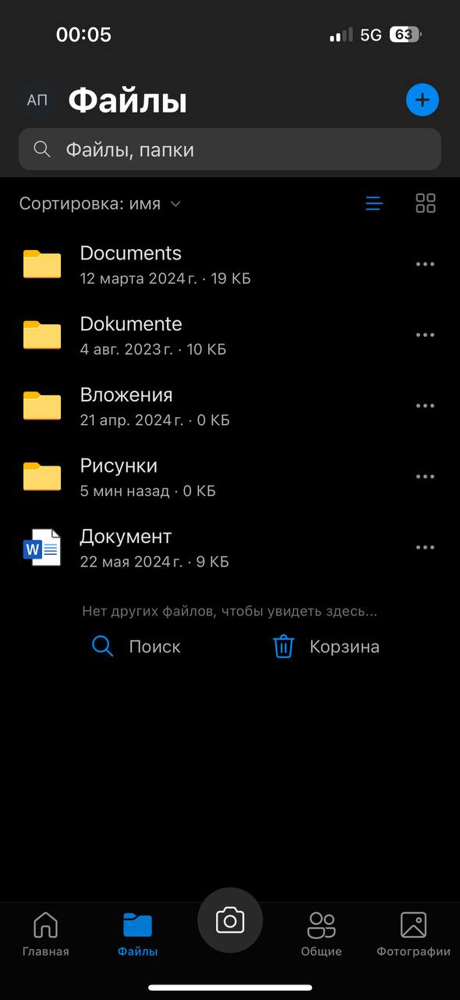 00:05
5G 63
АП Файлы
Файлы, папки
Сортировка: имя
Documents
12 марта 2024 г. · 19 КБ
Dokumente
4 авг. 2023 г. · 10 КБ
Вложения
21 апр. 2024 г. · 0 КБ
Рисунки
5 мин назад · 0 КБ
W Документ
22 мая 2024 г. · 9 КБ
Нет других файлов, чтобы увидеть здесь...
Поиск Корзина
Главная Файлы Общие Фотографии